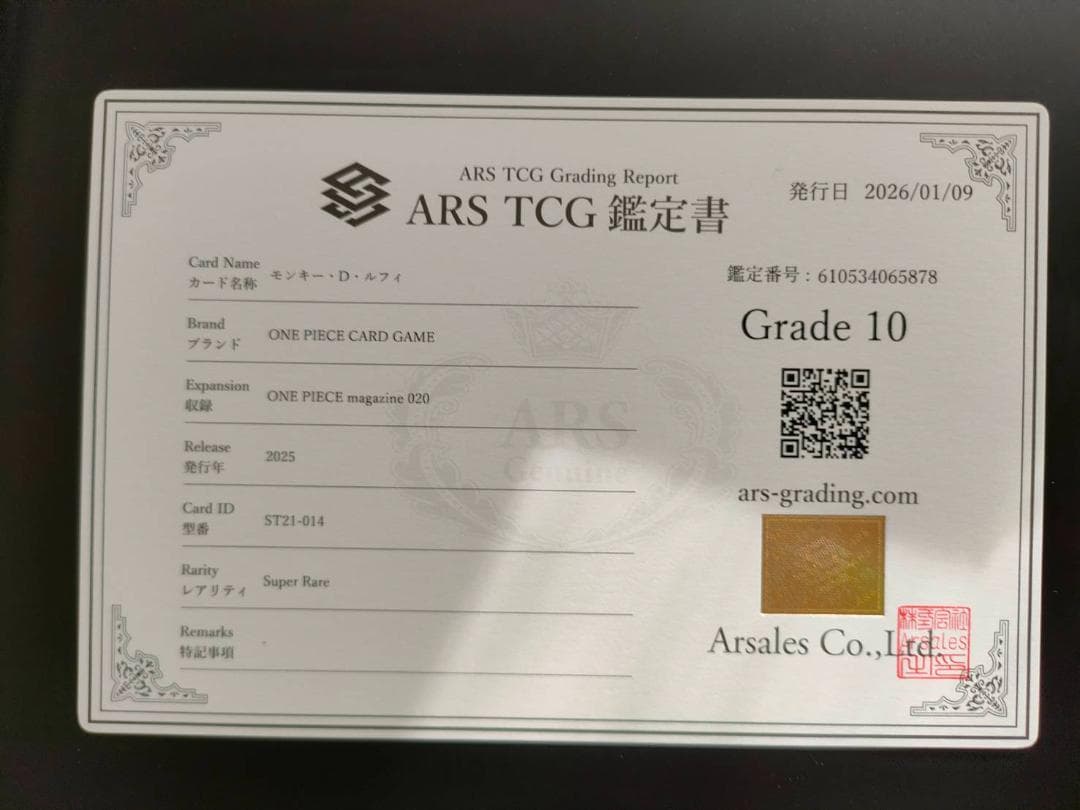 ARS TCG Grading Report
ARS TCG 鑑定書
発行日 2026/01/09
Card Name
カード名称 モンキー・D・ルフィ
Brand
ブランド ONE PIECE CARD GAME
Expansion
収録 ONE PIECE magazine 020
Release
発行年 2025
Card ID
型番 ST21-014
Rarity
レアリティ Super Rare
Remarks
特記事項 -
鑑定番号 : 610534065878
Grade 10
ars-grading.com
Arsales Co.,Ltd.
ARS
Genuine
Arsales